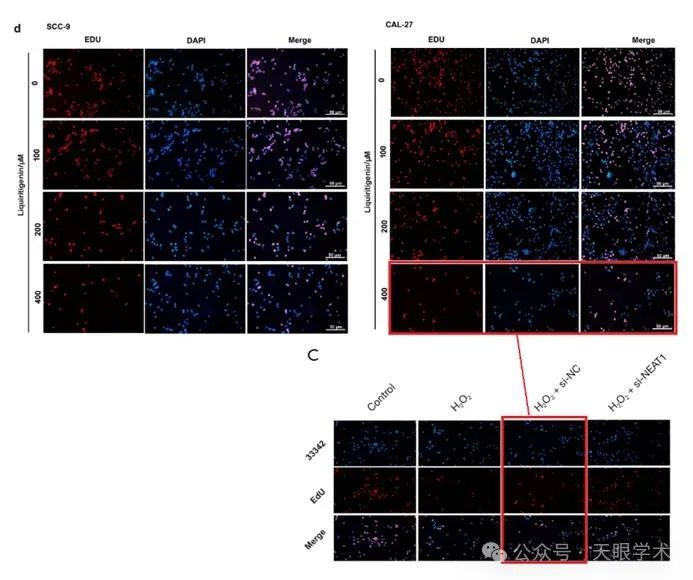 d
SCC-9
EDU DAPI Merge
Liquiritigenin/μM
0
100
200
400
CAL-27
EDU DAPI Merge
Liquiritigenin/μM
0
100
200
400
C
Control H₂O₂ H₂O₂ + si-NC H₂O₂ + si-NEAT1
33342
EdU
Merge
公众号 · 天眼学术